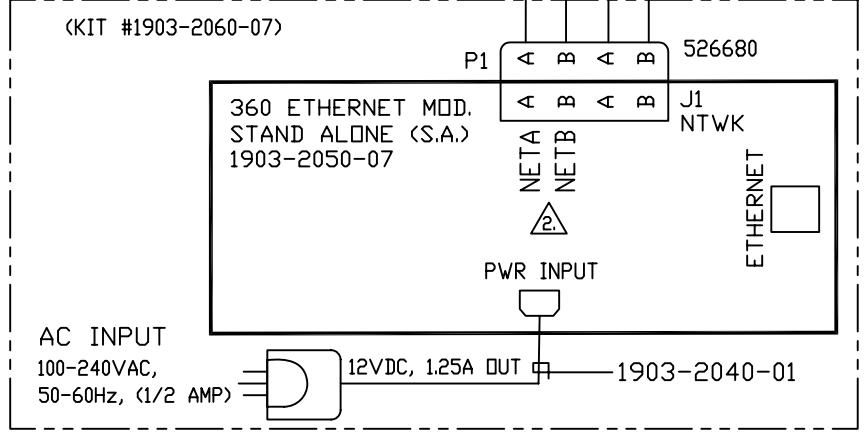 (KIT #1903-2060-07)
P1
A B A B
526680
360 ETHERNET MOD.
STAND ALONE (S.A.)
1903-2050-07
A B A B
J1
NTWK
NETA
NETB
2.
ETHERNET
PWR INPUT
AC INPUT
100-240VAC,
50-60Hz, (1/2 AMP)
12VDC, 1.25A OUT
1903-2040-01